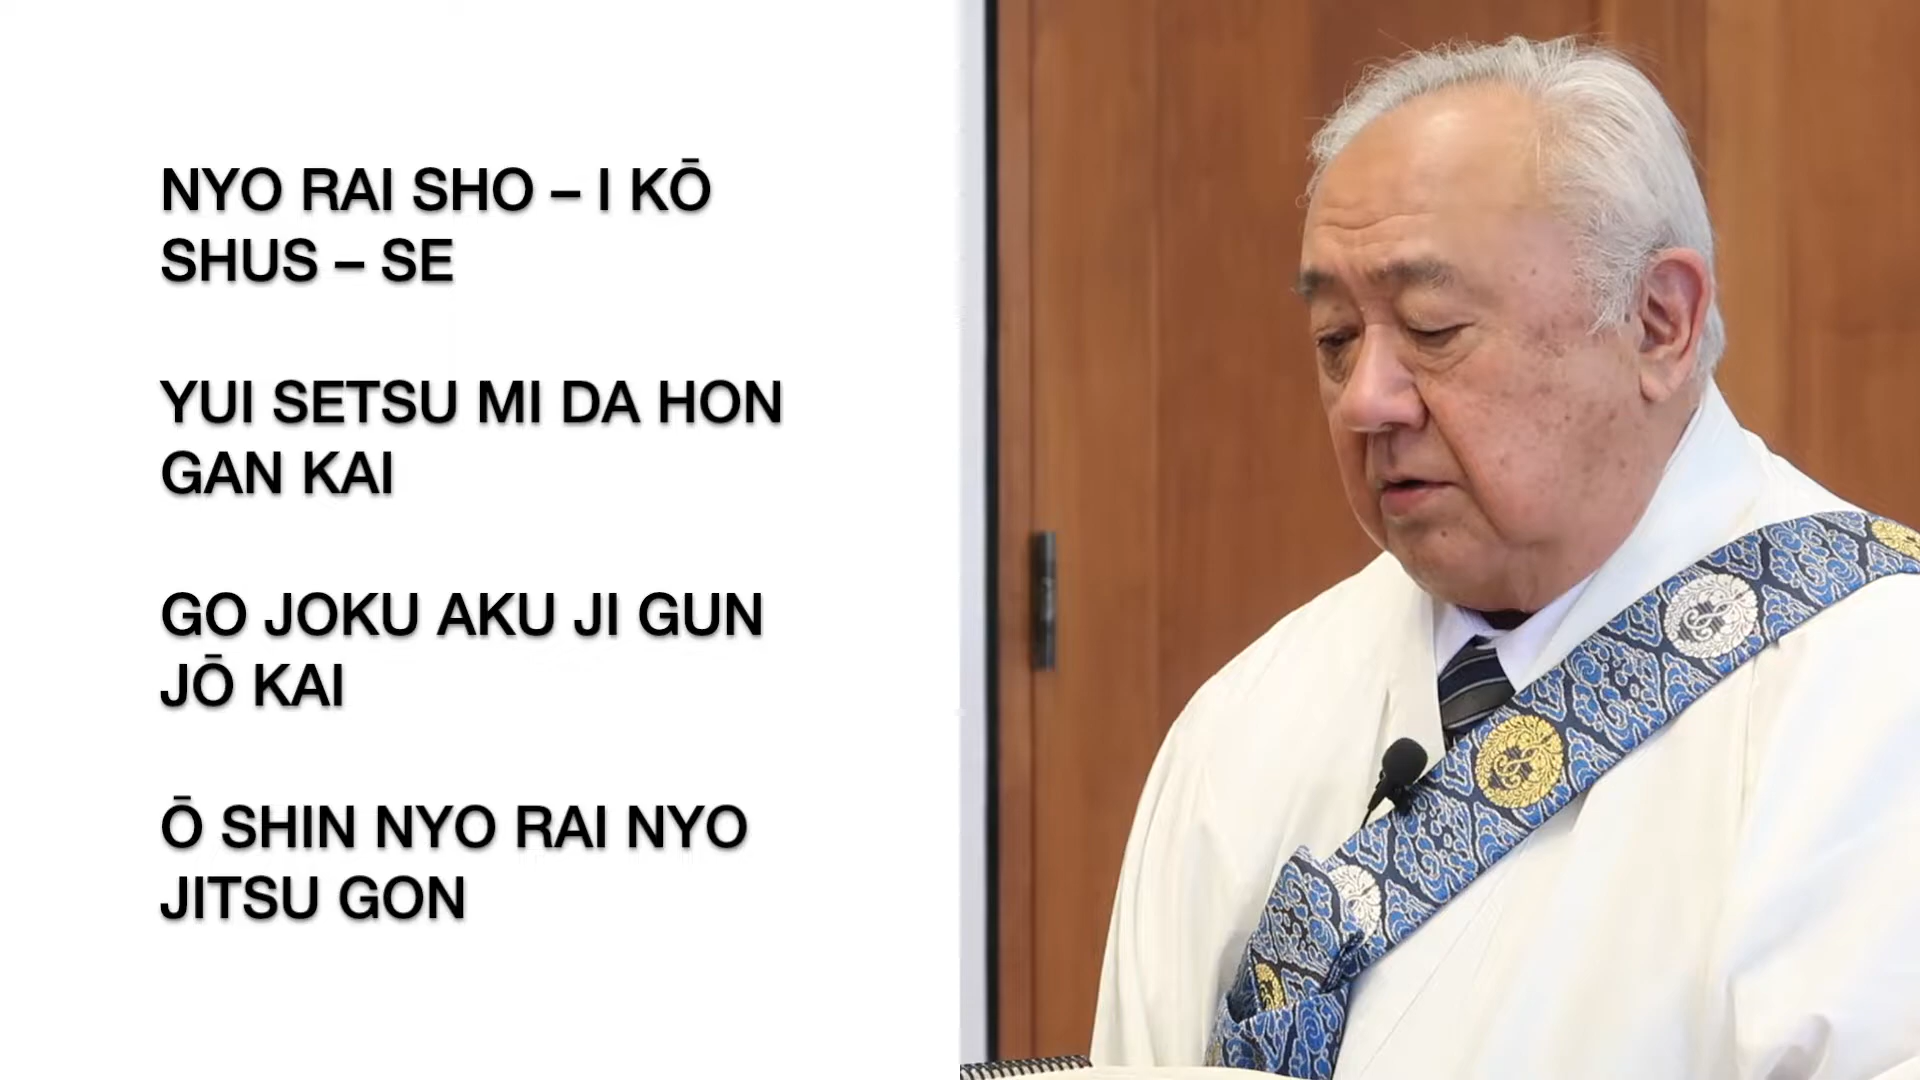 NYO RAI SHO – I KŌ
SHUS – SE
YUI SETSU MI DA HON
GAN KAI
GO JOKU AKU JI GUN
JŌ KAI
Ō SHIN NYO RAI NYO
JITSU GON